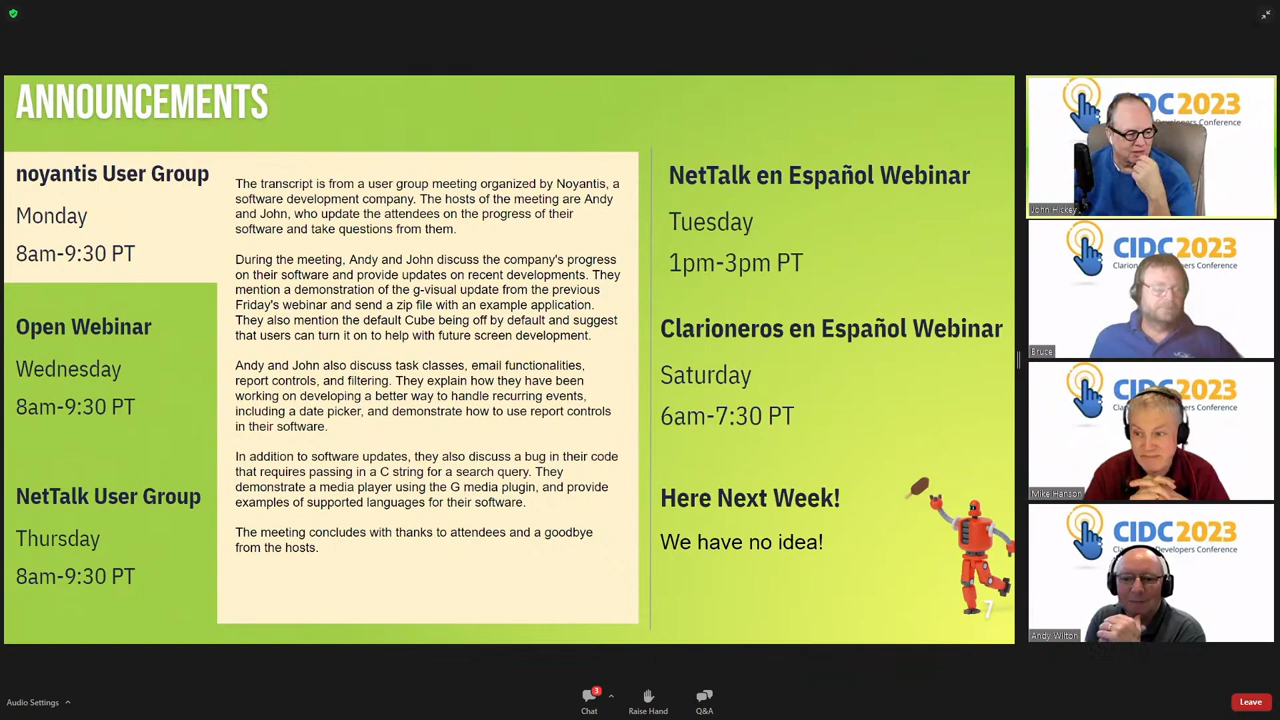 ANNOUNCEMENTS
noyantis User Group
Monday
8am-9:30 PT
Open Webinar
Wednesday
8am-9:30 PT
NetTalk User Group
Thursday
8am-9:30 PT
The transcript is from a user group meeting organized by Noyantis, a
software development company. The hosts of the meeting are Andy
and John, who update the attendees on the progress of their
software and take questions from them.
During the meeting, Andy and John discuss the company's progress
on their software and provide updates on recent developments. They
mention a demonstration of the g-visual update from the previous
Friday's webinar and send a zip file with an example application.
They also mention the default Cube being off by default and suggest
that users can turn it on to help with future screen development.
Andy and John also discuss task classes, email functionalities,
report controls, and filtering. They explain how they have been
working on developing a better way to handle recurring events,
including a date picker, and demonstrate how to use report controls
in their software.
In addition to software updates, they also discuss a bug in their code
that requires passing in a C string for a search query. They
demonstrate a media player using the G media plugin, and provide
examples of supported languages for their software.
The meeting concludes with thanks to attendees and a goodbye
from the hosts.
NetTalk en Español Webinar
Tuesday
1pm-3pm PT
Clarioneros en Español Webinar
Saturday
6am-7:30 PT
Here Next Week!
We have no idea!
7
DC 2023
Developers Conference
John Hickey
CIDC 2023
Bruce
CIDC 2023
Mike Hanson
CIDC 2023
Andy Wilton
Audio Settings
3
Chat
Raise Hand
Q&A
Leave